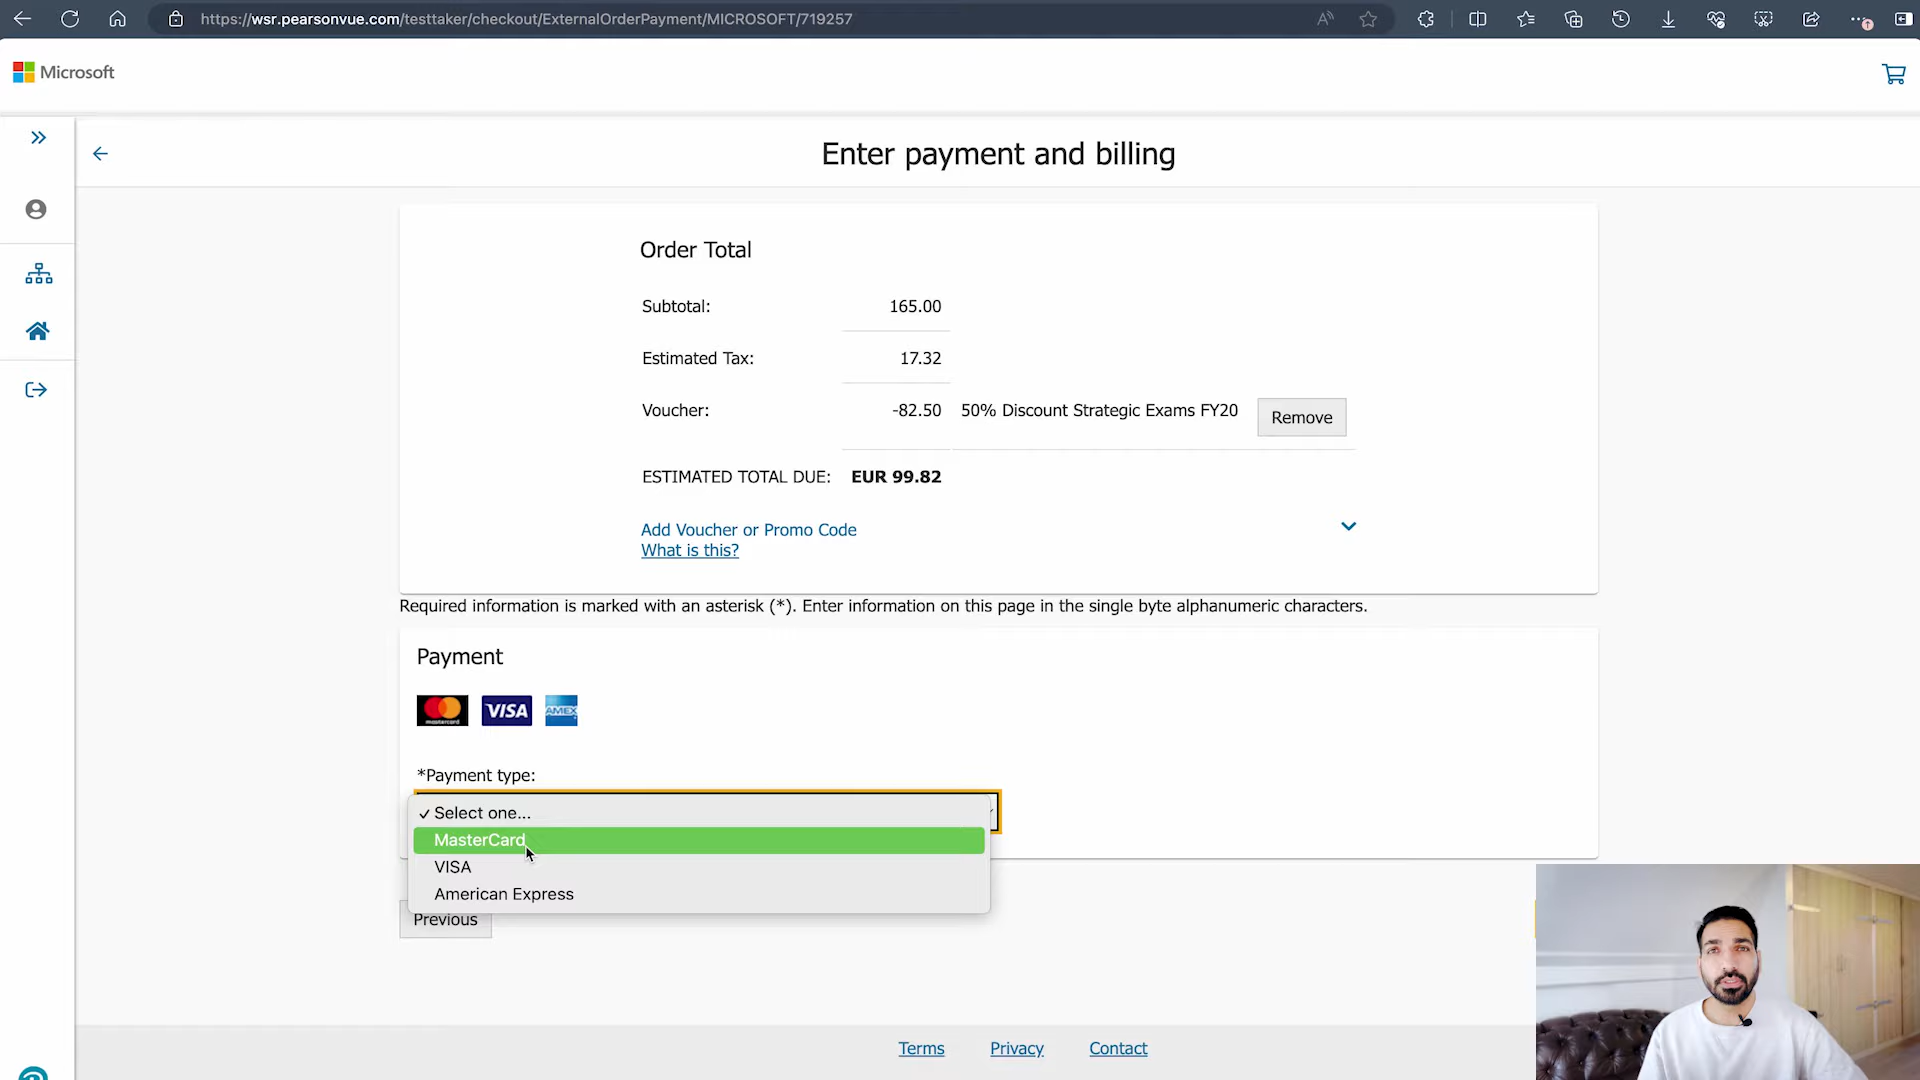 https://wsr.pearsonvue.com/testtaker/checkout/ExternalOrderPayment/MICROSOFT/719257
Microsoft
Enter payment and billing
Order Total
Subtotal: 165.00
Estimated Tax: 17.32
Voucher: -82.50 50% Discount Strategic Exams FY20 Remove
ESTIMATED TOTAL DUE: EUR 99.82
Add Voucher or Promo Code
What is this?
Required information is marked with an asterisk (*). Enter information on this page in the single byte alphanumeric characters.
Payment
mastercard VISA AMEX
*Payment type:
✓ Select one...
MasterCard
VISA
American Express
Previous
Terms Privacy Contact